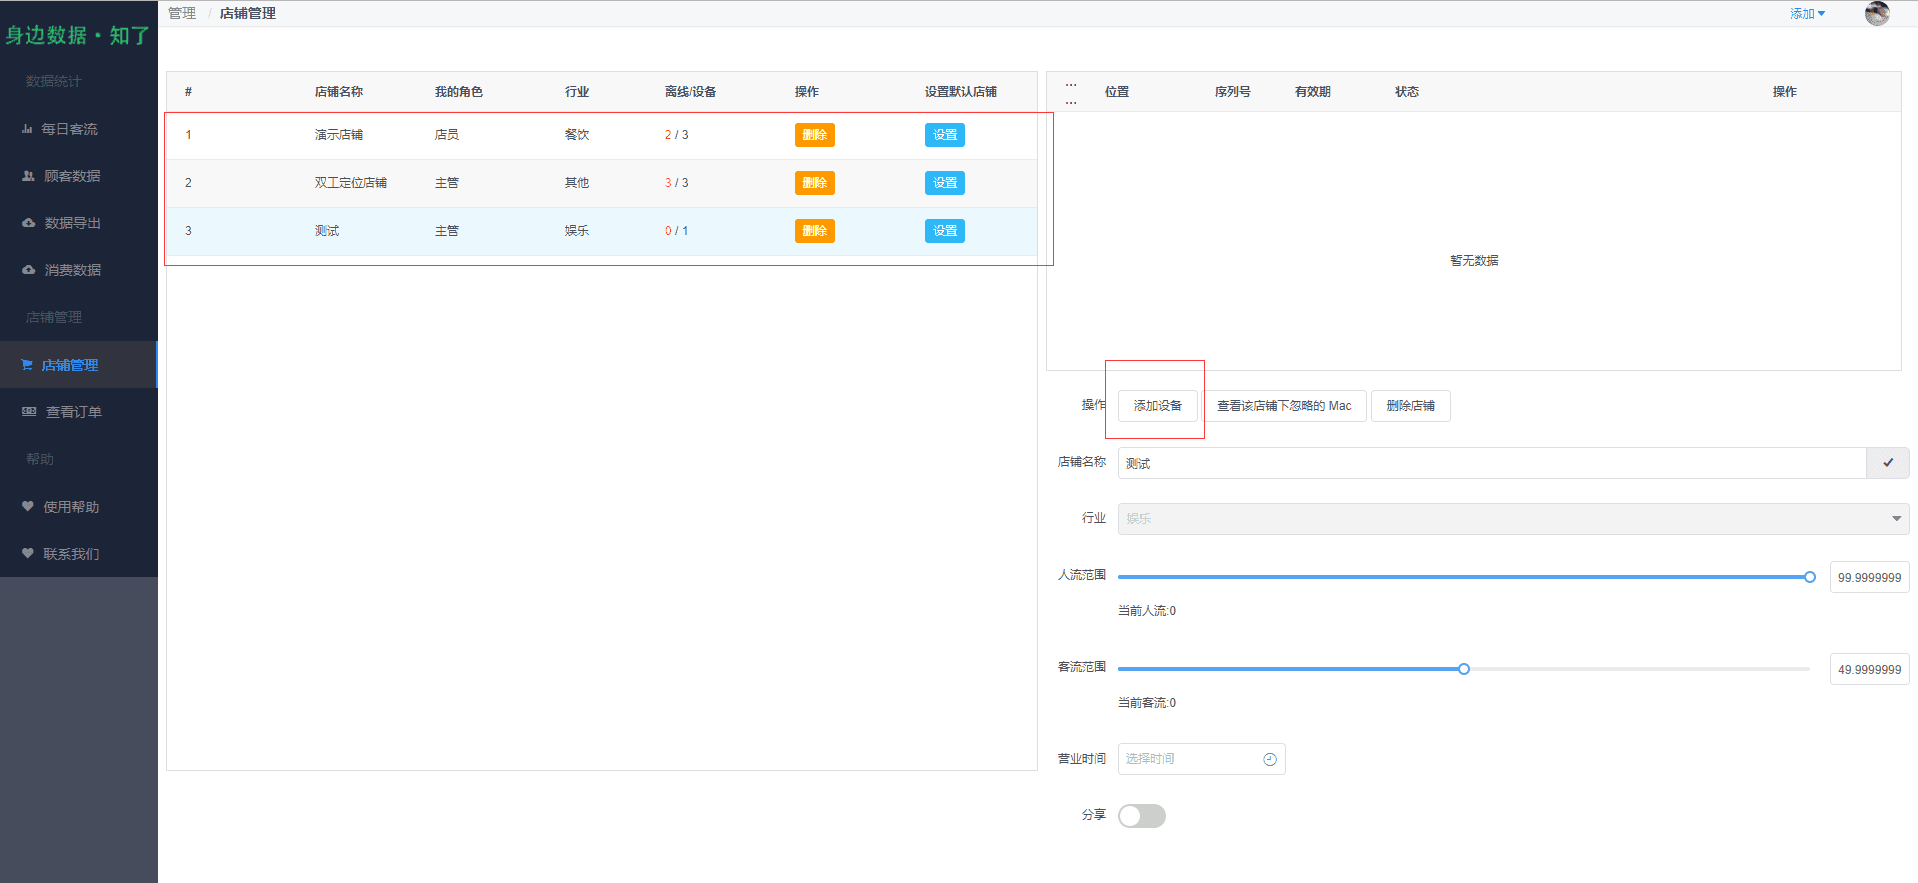 管理 / 店铺管理
添加
身边数据·知了
数据统计
每日客流
顾客数据
数据导出
消费数据
店铺管理
店铺管理
查看订单
帮助
使用帮助
联系我们
# 店铺名称 我的角色 行业 离线/设备 操作 设置默认店铺
1 演示店铺 店员 餐饮 2 / 3 删除 设置
2 双工定位店铺 主管 其他 3 / 3 删除 设置
3 测试 主管 娱乐 0 / 1 删除 设置
... ... 位置 序列号 有效期 状态 操作
暂无数据
操作 添加设备 查看该店铺下忽略的 Mac 删除店铺
店铺名称 测试
行业 娱乐
人流范围 99.9999999
当前人流:0
客流范围 49.9999999
当前客流:0
营业时间 选择时间
分享